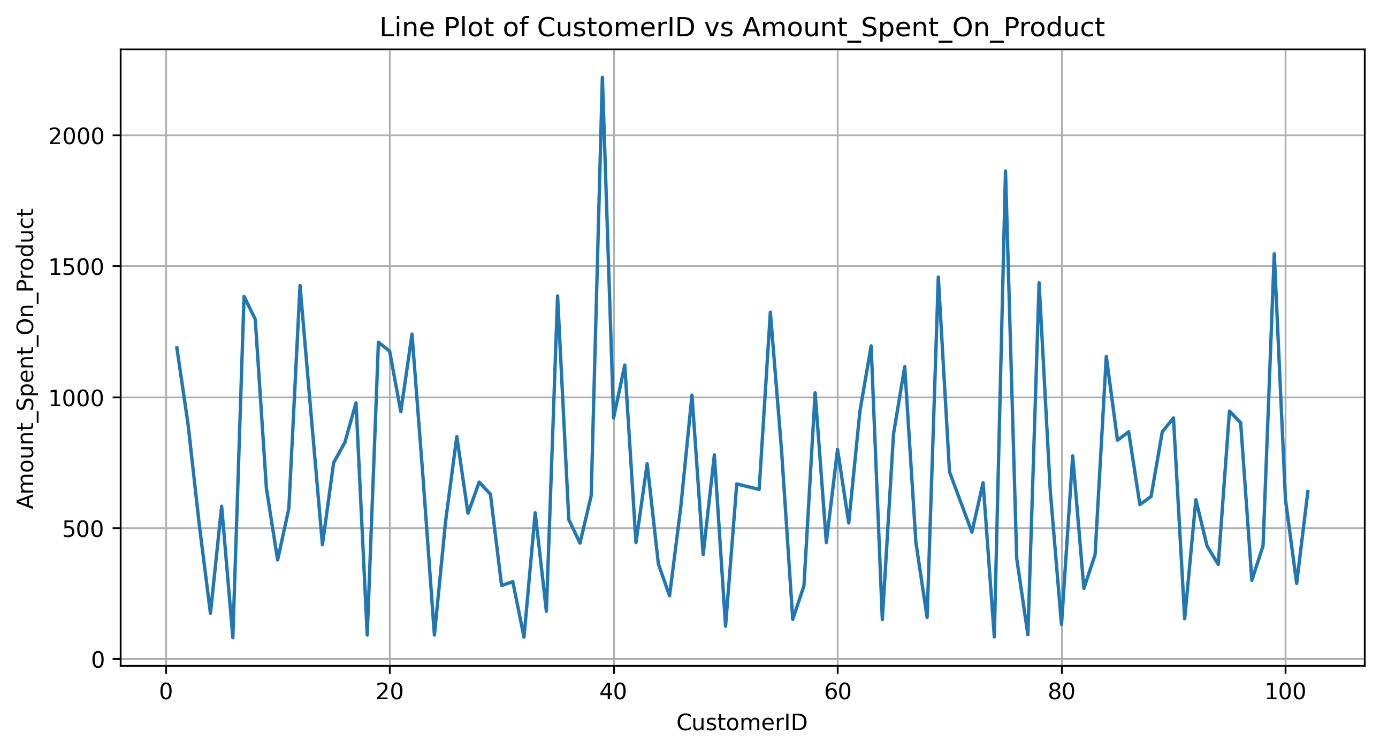 Line Plot of CustomerID vs Amount_Spent_On_Product
Amount_Spent_On_Product
2000
1500
1000
500
0
0 20 40 60 80 100
CustomerID